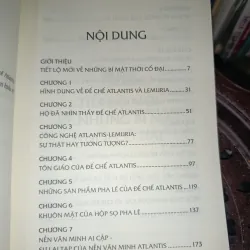 NỘI DUNG
GIỚI THIỆU
TIẾT LỘ MỚI VỀ NHỮNG BÍ MẬT THỜI CỔ ĐẠI 7
CHƯƠNG 1
HÌNH DUNG VỀ ĐẾ CHẾ ATLANTIS VÀ LEMURIA 31
CHƯƠNG 2
HỌ ĐÃ NHÌN THẤY ĐẾ CHẾ ATLANTIS 51
CHƯƠNG 3
CÔNG NGHỆ ATLANTIS-LEMURIA:
SỰ THẬT HAY TƯỞNG TƯỢNG? 77
CHƯƠNG 4
TÔN GIÁO CỦA ĐẾ CHẾ ATLANTIS 97
CHƯƠNG 5
NHỮNG SẢN PHẨM PHA LÊ CỦA ĐẾ CHẾ ATLANTIS 119
CHƯƠNG 6
KHUÔN MẶT CỦA HỘP SỌ PHA LÊ 132
CHƯƠNG 7
NỀN VĂN MINH AI CẬP -
CỦA NỀN VĂN MINH ATLANTIS 173